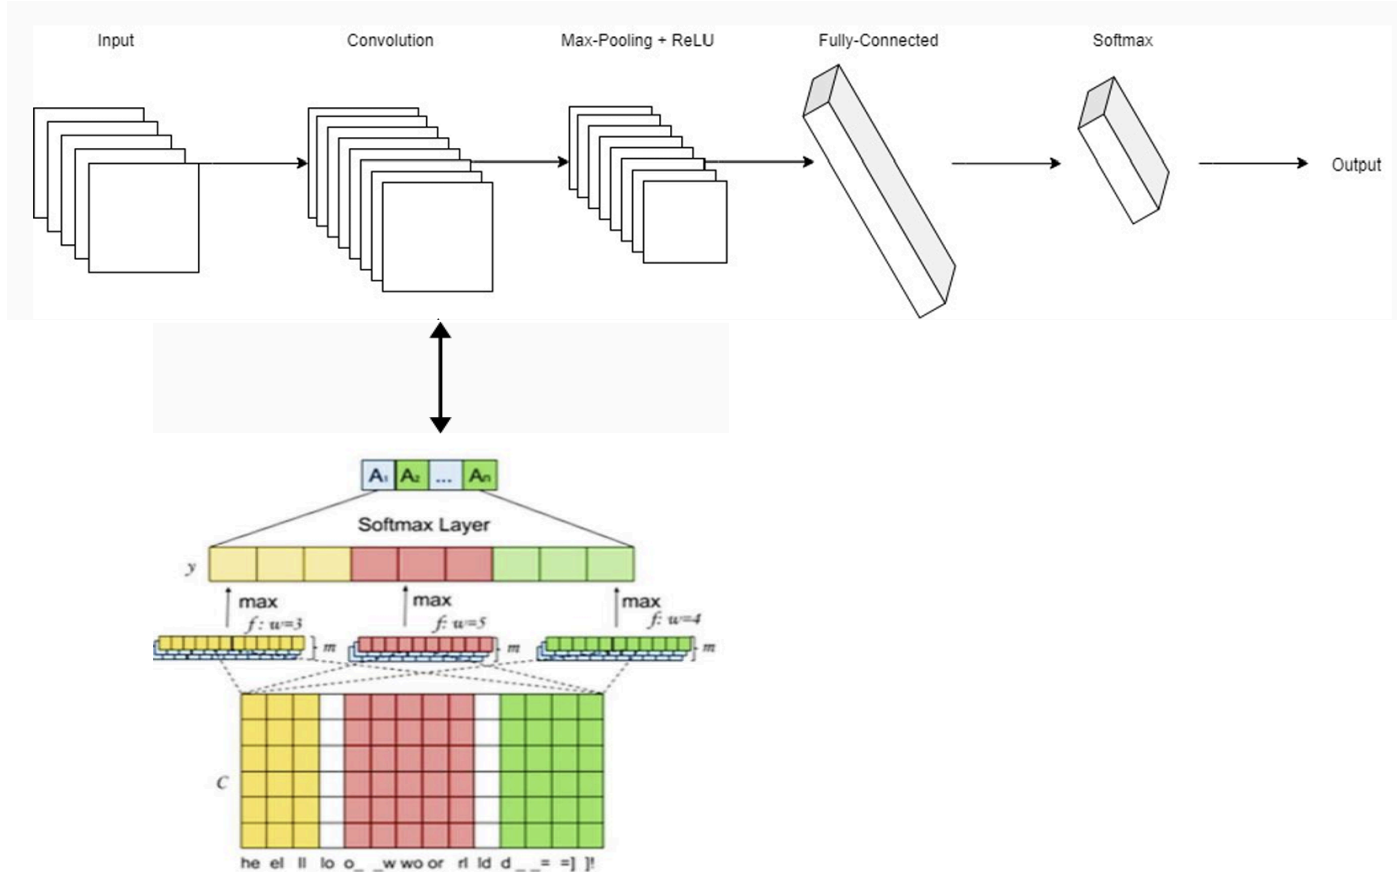 Input Convolution Max-Pooling + ReLU Fully-Connected Softmax
Output
A₁ A₂ ... Aₙ
Softmax Layer
y
max max max
f: w=3 f: w=5 f: w=4
m m m
C
he el ll lo o_ _w wo or rl ld d_ _= =] ]!